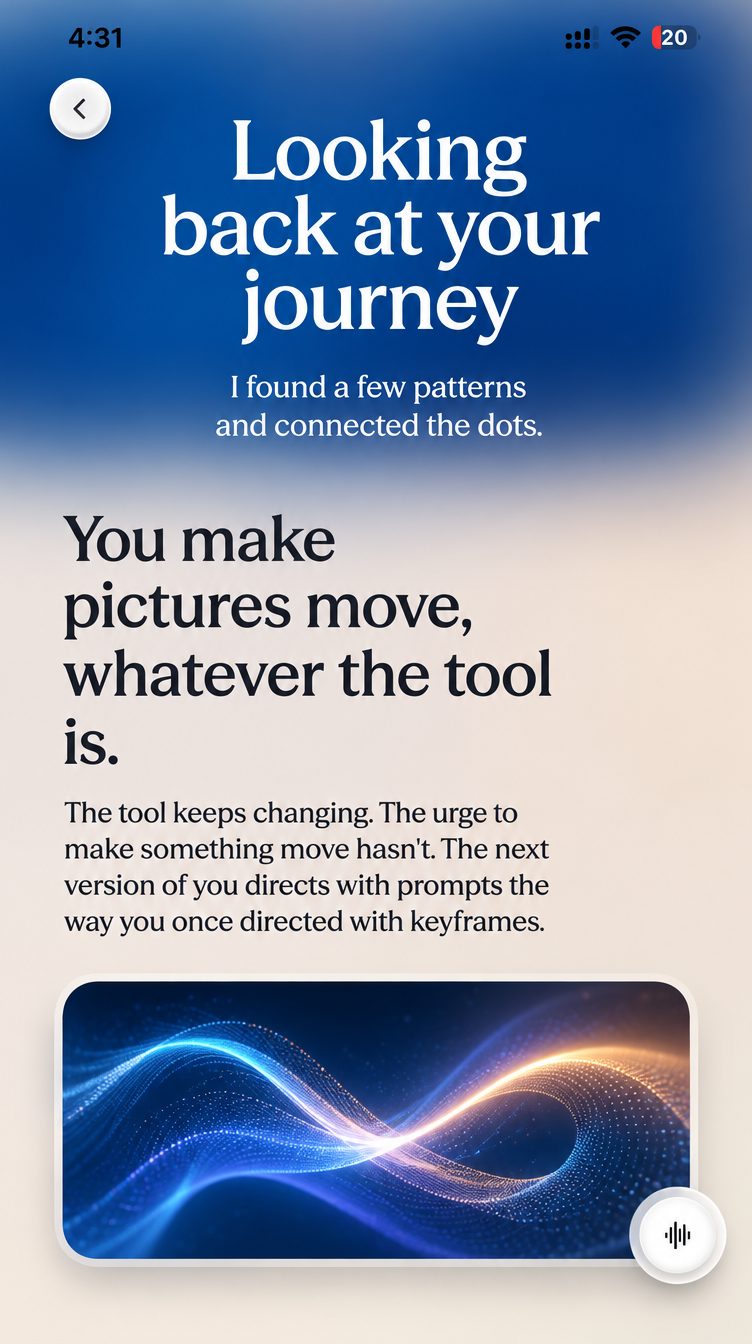 4:31
20
Looking
back at your
journey
I found a few patterns
and connected the dots.
You make
pictures move,
whatever the tool
is.
The tool keeps changing. The urge to
make something move hasn't. The next
version of you directs with prompts the
way you once directed with keyframes.